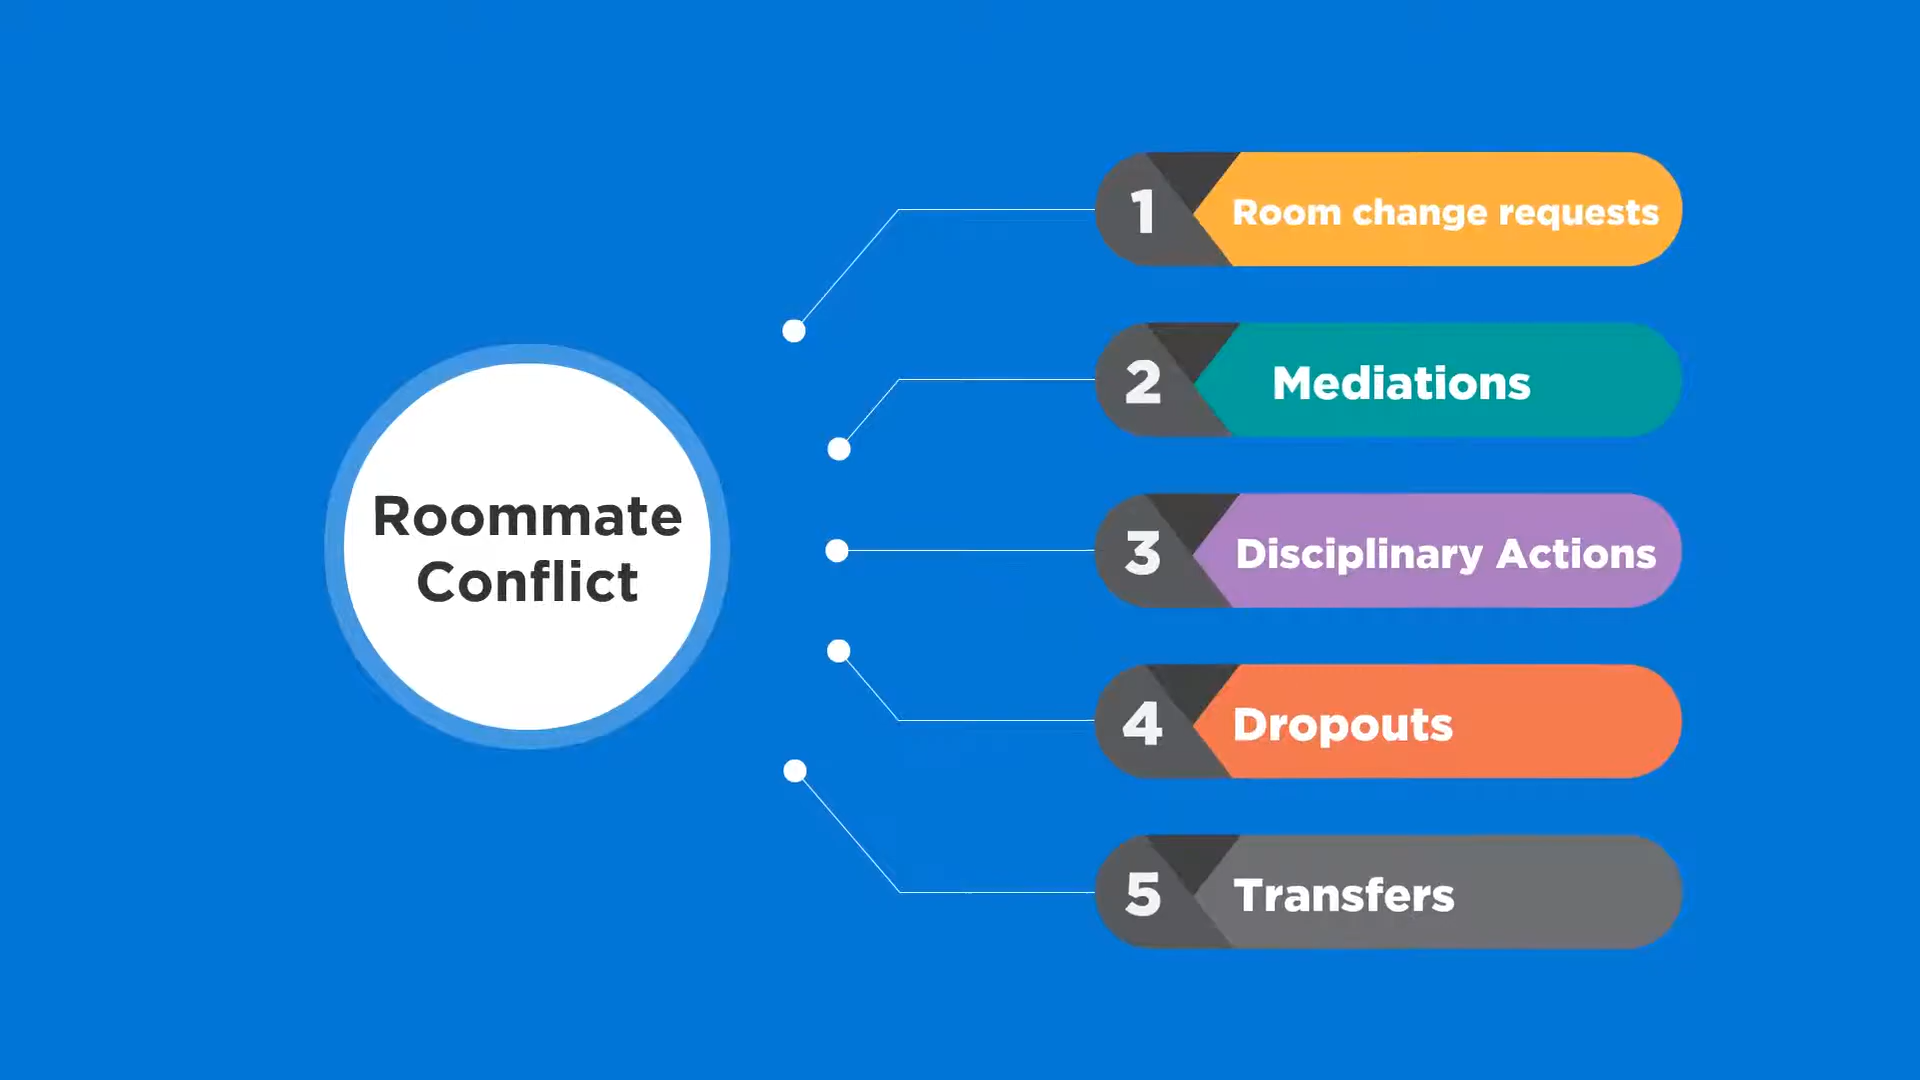 Roommate
Conflict
1 Room change requests
2 Mediations
3 Disciplinary Actions
4 Dropouts
5 Transfers